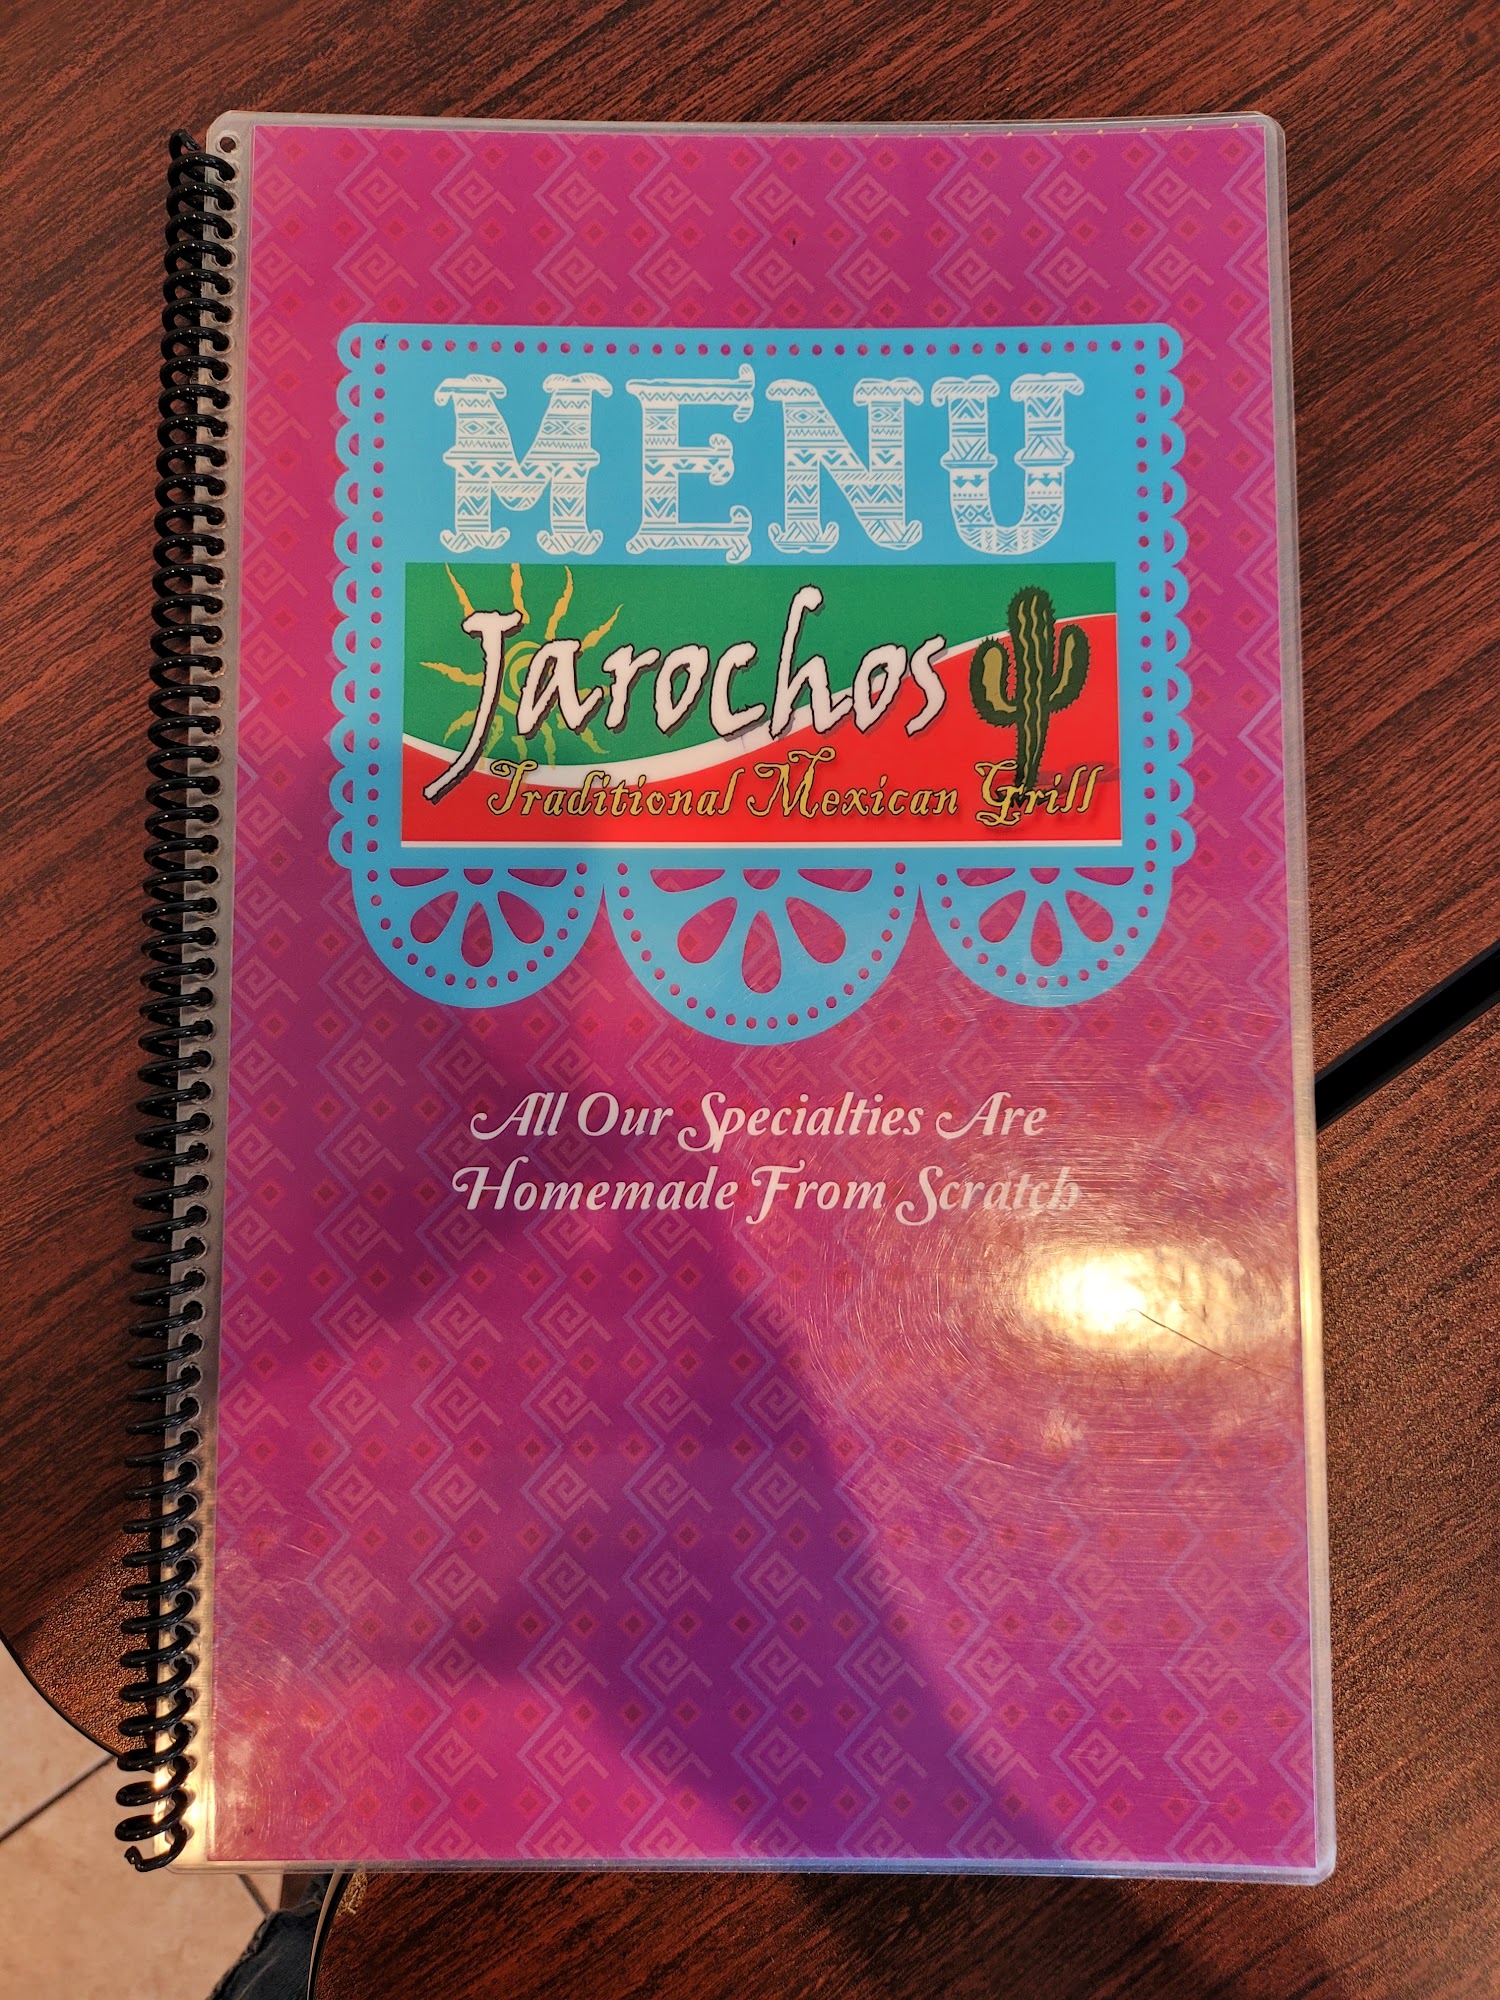 MENU
Jarochos
Traditional Mexican Grill
All Our Specialties Are
Homemade From Scratch